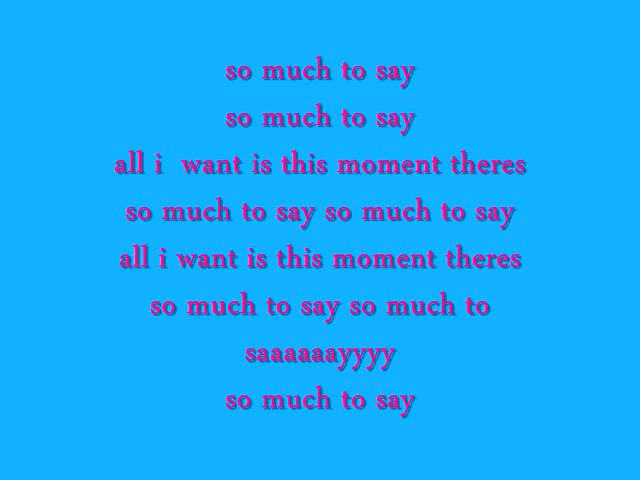 so much to say
so much to say
all i  want is this moment theres
so much to say so much to say
all i want is this moment theres
so much to say so much to
saaaaaayyyy
so much to say